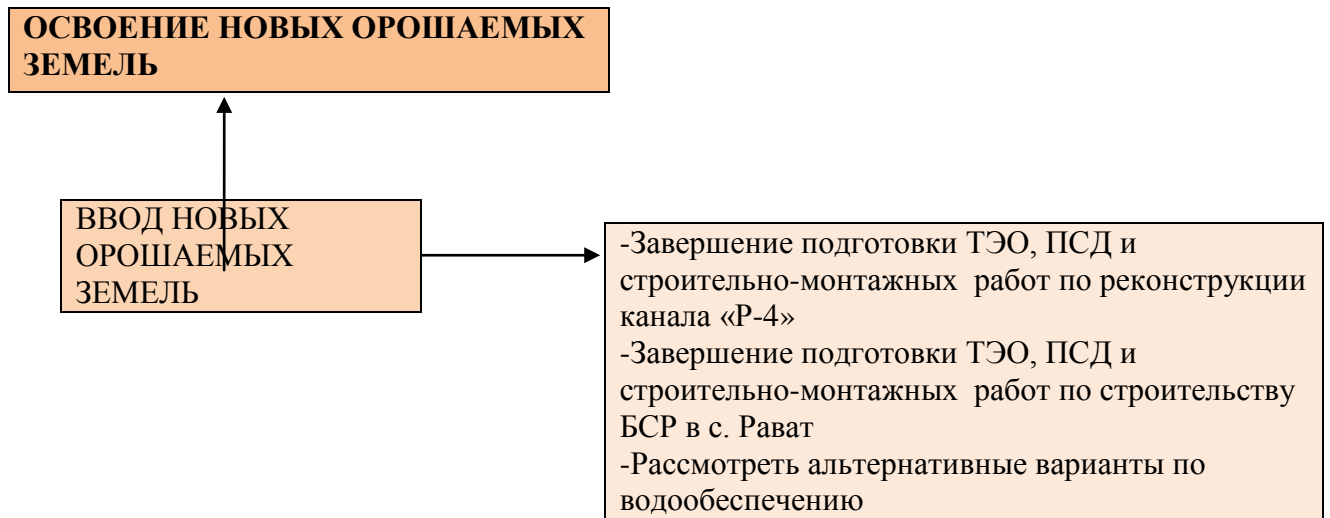 ОСВОЕНИЕ НОВЫХ ОРОШАЕМЫХ
ЗЕМЕЛЬ
ВВОД НОВЫХ
ОРОШАЕМЫХ
ЗЕМЕЛЬ
-Завершение подготовки ТЭО, ПСД и
строительно-монтажных работ по реконструкции
канала «Р-4»
-Завершение подготовки ТЭО, ПСД и
строительно-монтажных работ по строительству
БСР в с. Рават
-Рассмотреть альтернативные варианты по
водообеспечению